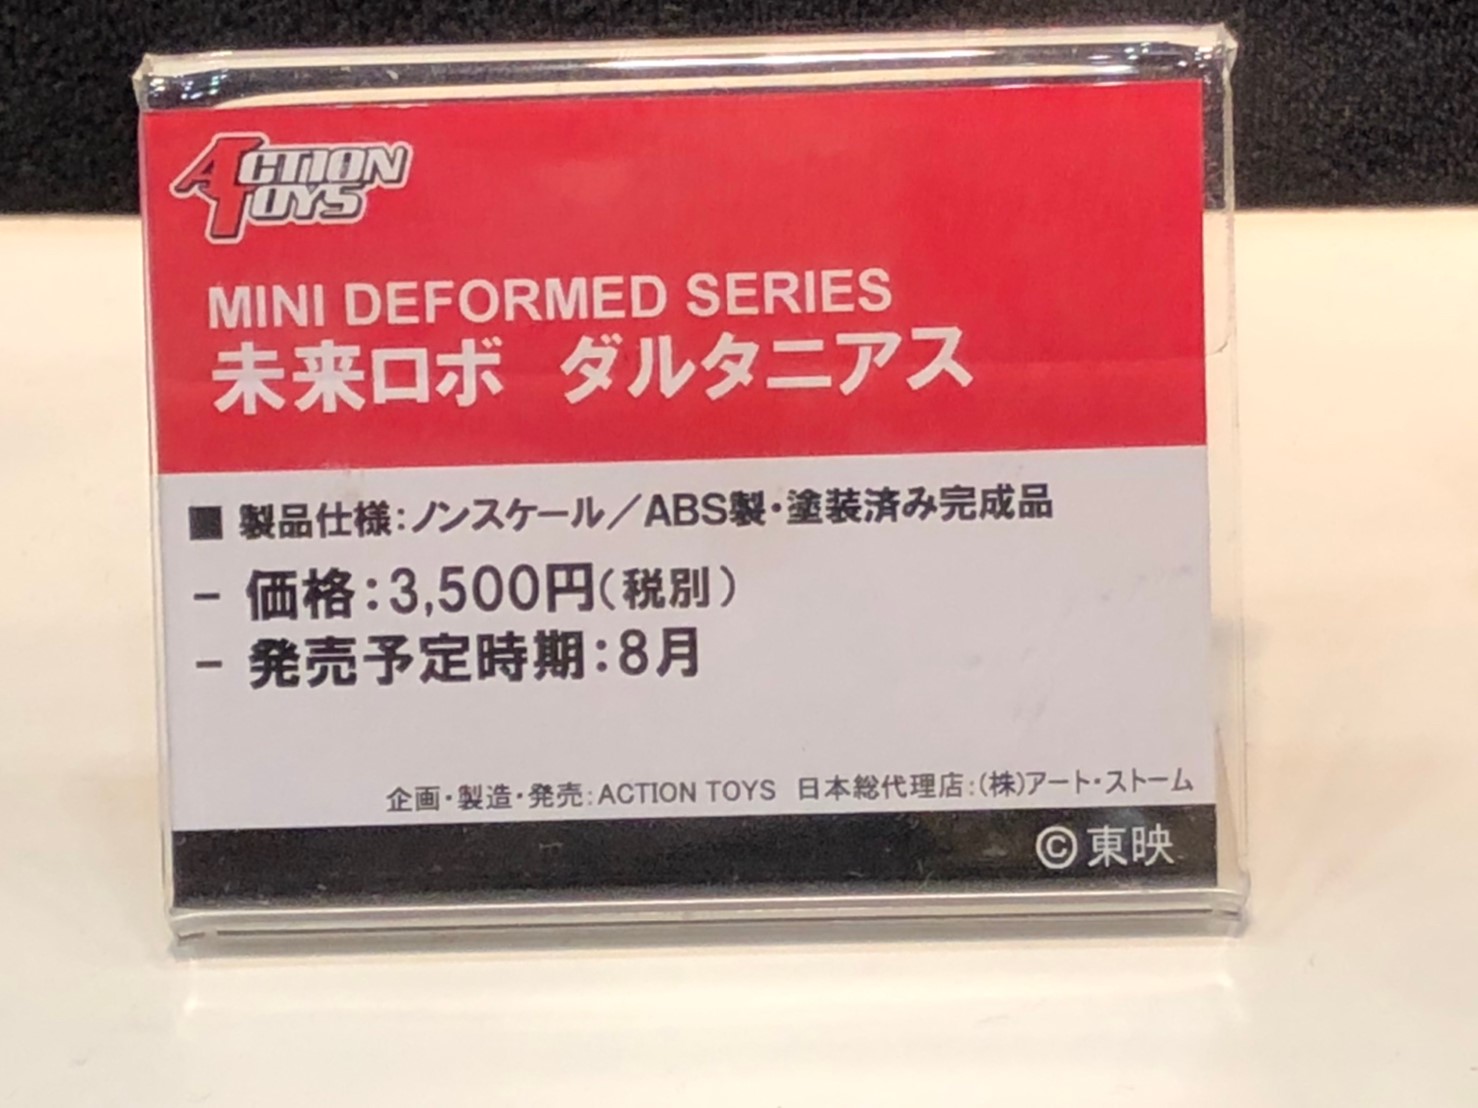 ACTION
TOYS
MINI DEFORMED SERIES
未来ロボ　ダルタニアス
■ 製品仕様：ノンスケール／ABS製・塗装済み完成品
－ 価格：3,500円（税別）
－ 発売予定時期：8月
企画・製造・発売：ACTION TOYS　日本総代理店：（株）アート・ストーム
©東映